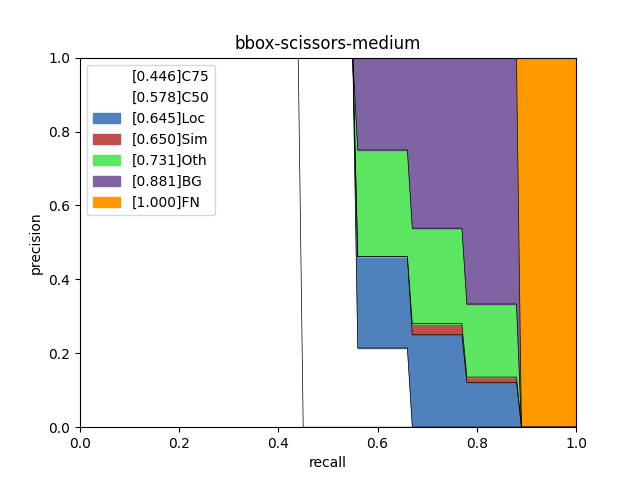 bbox-scissors-medium
1.0
0.8
0.6
0.4
0.2
0.0
precision
[0.446]C75
[0.578]C50
[0.645]Loc
[0.650]Sim
[0.731]Oth
[0.881]BG
[1.000]FN
0.0 0.2 0.4 0.6 0.8 1.0
recall